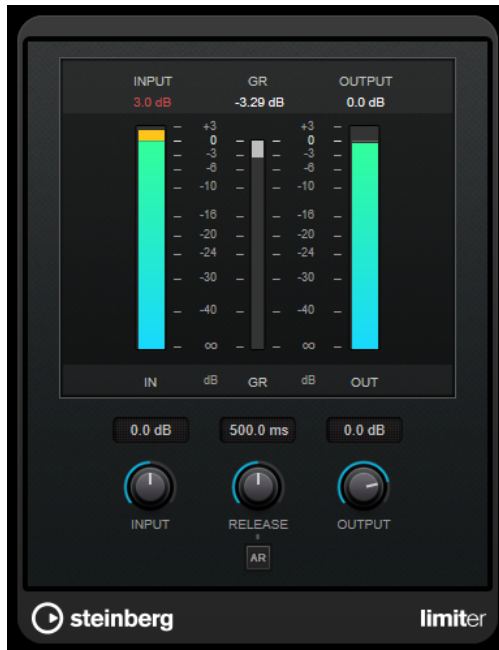 INPUT GR OUTPUT
3.0 dB -3.29 dB 0.0 dB
+3 +3
0 0
-3 -3
-6 -6
-10 -10
-16 -16
-20 -20
-24 -24
-30 -30
-40 -40
∞ ∞
IN dB GR dB OUT
0.0 dB 500.0 ms 0.0 dB
INPUT RELEASE OUTPUT
AR
steinberg limiter